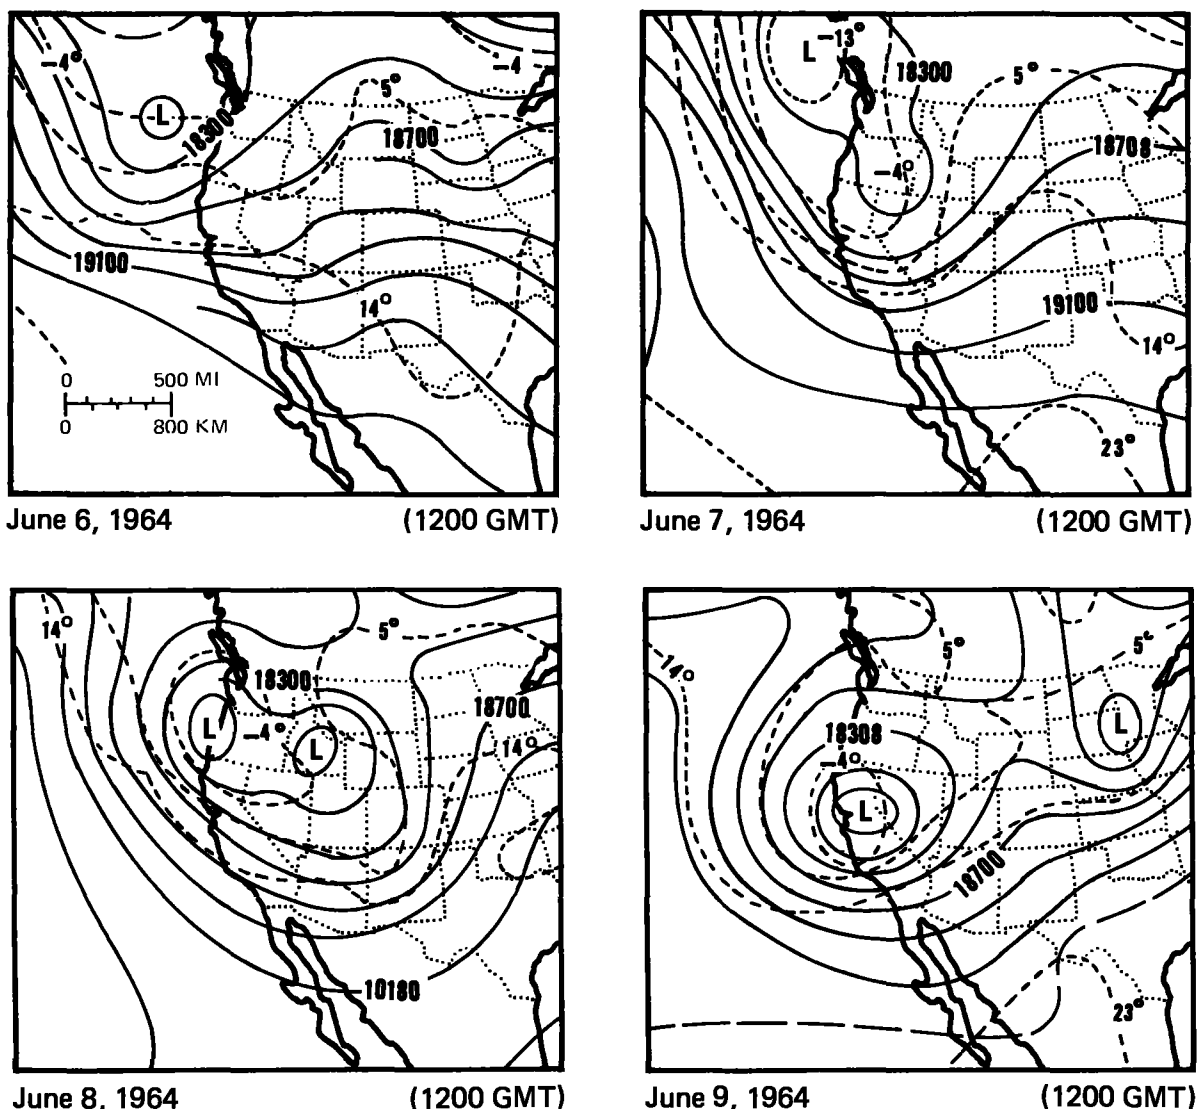 -4°
L
18300
5°
-4
18700
19100
14°
0 500 MI
0 800 KM
June 6, 1964 (1200 GMT)
L -13°
18300
5°
18708
-4°
19100
14°
23°
June 7, 1964 (1200 GMT)
14°
5°
18300
18700
L
-4°
L
14°
10180
June 8, 1964 (1200 GMT)
14°
5°
5°
L
18308
-4°
L
18700
23°
June 9, 1964 (1200 GMT)